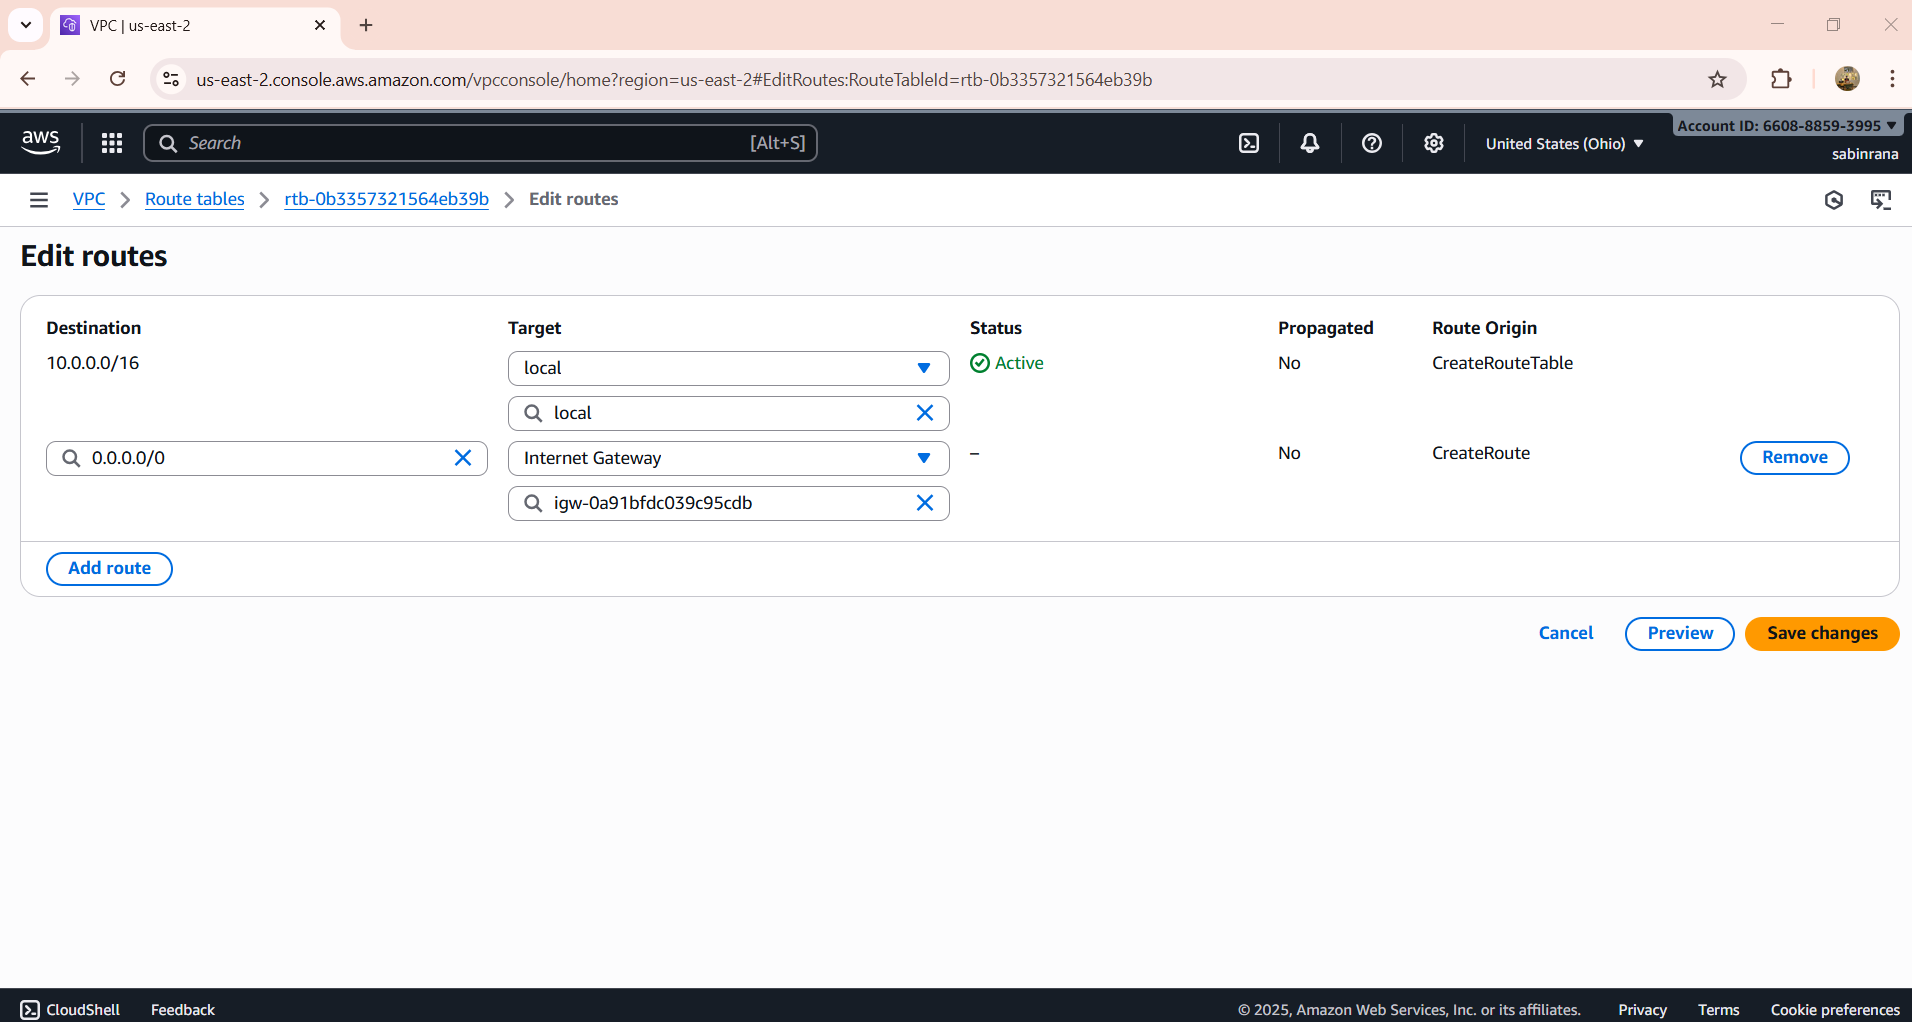 VPC | us-east-2
us-east-2.console.aws.amazon.com/vpcconsole/home?region=us-east-2#EditRoutes:RouteTableId=rtb-0b3357321564eb39b
aws
Search [Alt+S]
United States (Ohio)
Account ID: 6608-8859-3995
sabinrana
VPC > Route tables > rtb-0b3357321564eb39b > Edit routes
Edit routes
Destination Target Status Propagated Route Origin
10.0.0.0/16 local Active No CreateRouteTable
local
0.0.0.0/0 Internet Gateway – No CreateRoute Remove
igw-0a91bfdc039c95cdb
Add route
Cancel Preview Save changes
CloudShell Feedback © 2025, Amazon Web Services, Inc. or its affiliates. Privacy Terms Cookie preferences